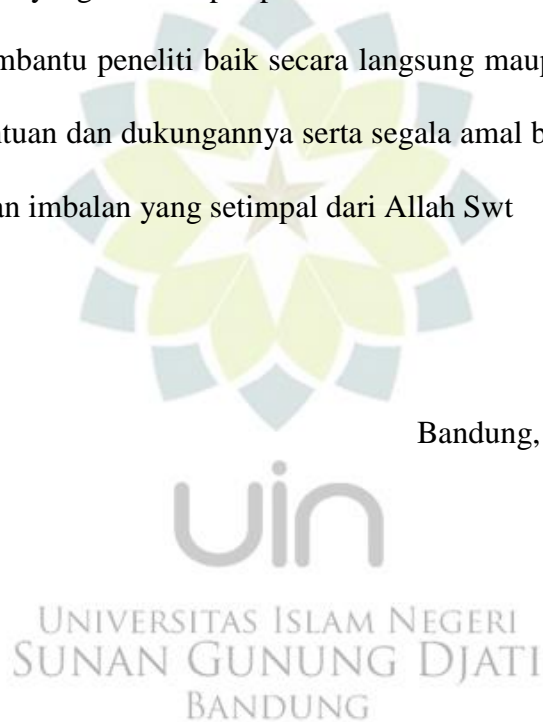 mbantu peneliti baik secara langsung maup
ntuan dan dukungannya serta segala amal b
an imbalan yang setimpal dari Allah Swt
Bandung,
uin
UNIVERSITAS ISLAM NEGERI
SUNAN GUNUNG DJATI
BANDUNG